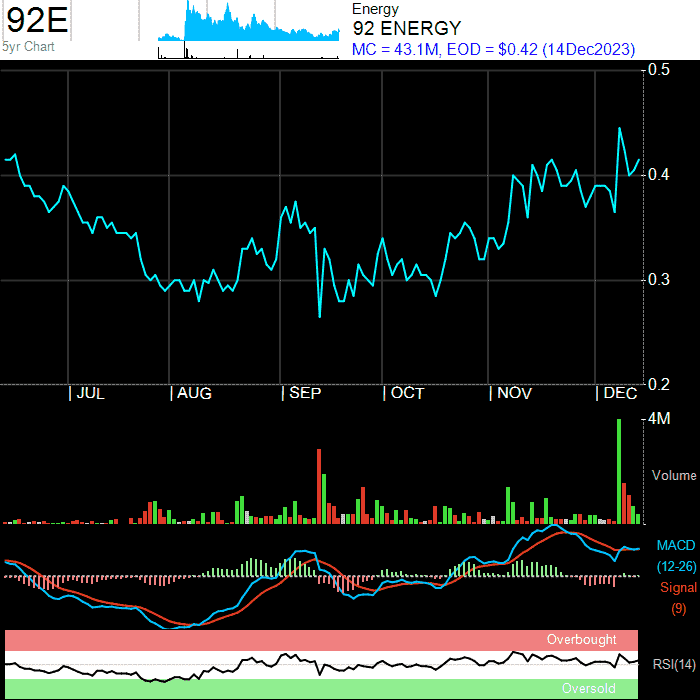 92E
5yr Chart
Energy
92 ENERGY
MC = 43.1M, EOD = $0.42 (14Dec2023)
0.5
0.4
0.3
0.2
| JUL | AUG | SEP | OCT | NOV | DEC
4M
Volume
MACD
(12-26)
Signal
(9)
Overbought
RSI(14)
Oversold